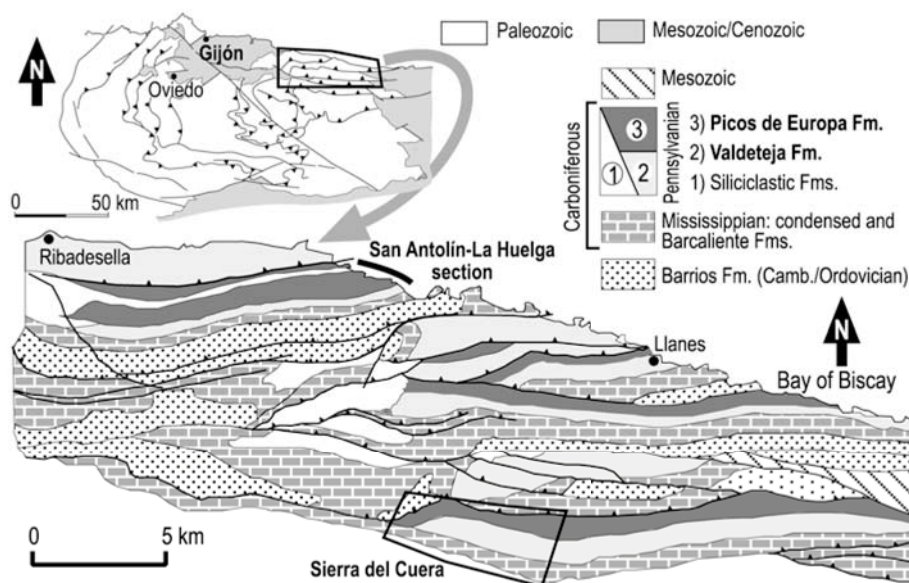 N
Gijón
Oviedo
0 50 km
Paleozoic
Mesozoic/Cenozoic
Mesozoic
Carboniferous
Pennsylvanian
3
1
2
3) Picos de Europa Fm.
2) Valdeteja Fm.
1) Siliciclastic Fms.
Mississippian: condensed and
Barcaliente Fms.
Barrios Fm. (Camb./Ordovician)
Ribadesella
San Antolín-La Huelga
section
N
Llanes
Bay of Biscay
0 5 km
Sierra del Cuera